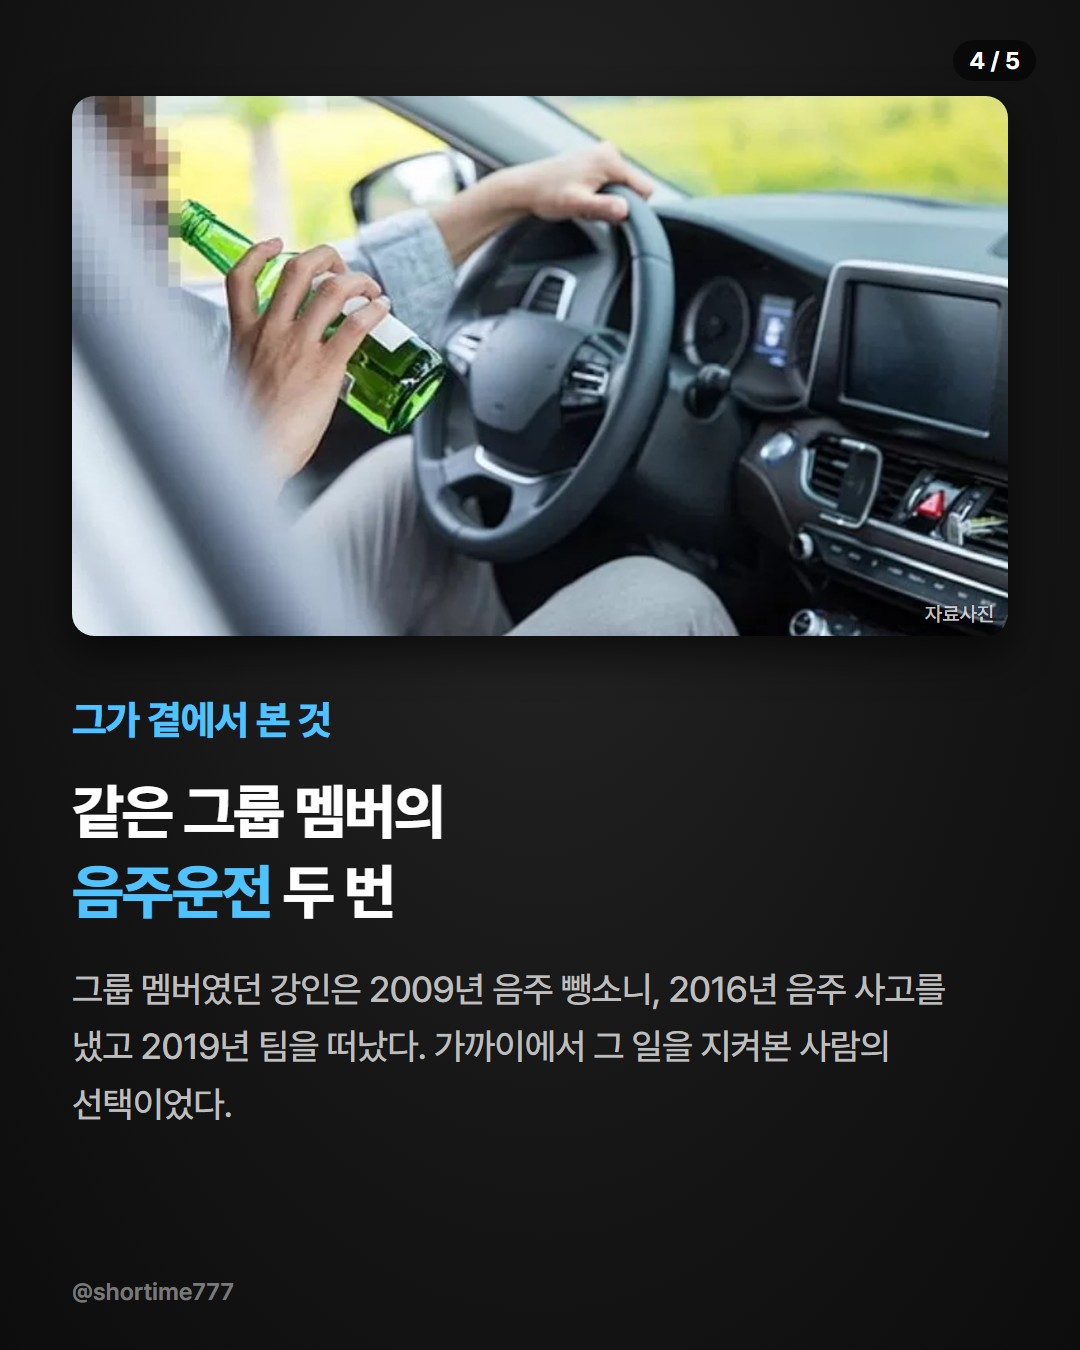 4 / 5
자료사진
그가 곁에서 본 것
같은 그룹 멤버의
음주운전 두 번
그룹 멤버였던 강인은 2009년 음주 뺑소니, 2016년 음주 사고를
냈고 2019년 팀을 떠났다. 가까이에서 그 일을 지켜본 사람의
선택이었다.
@shortime777